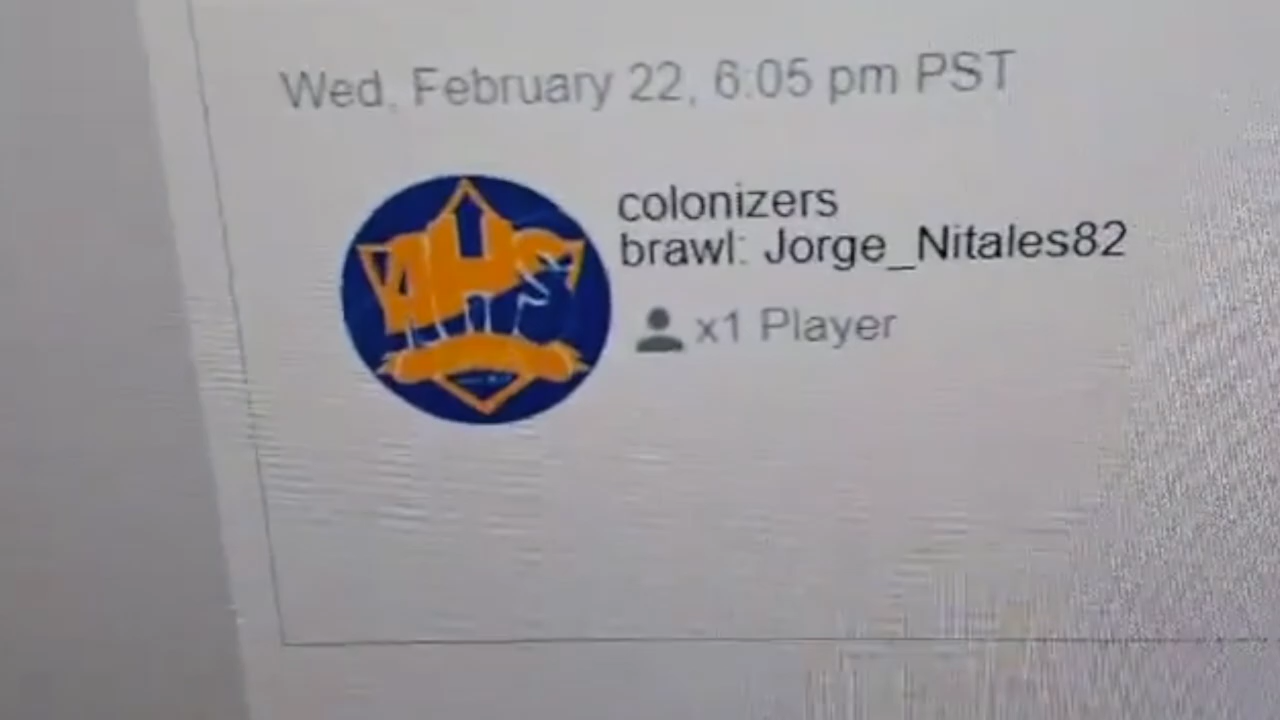 Wed, February 22, 6:05 pm PST
colonizers
brawl: Jorge_Nitales82
x1 Player